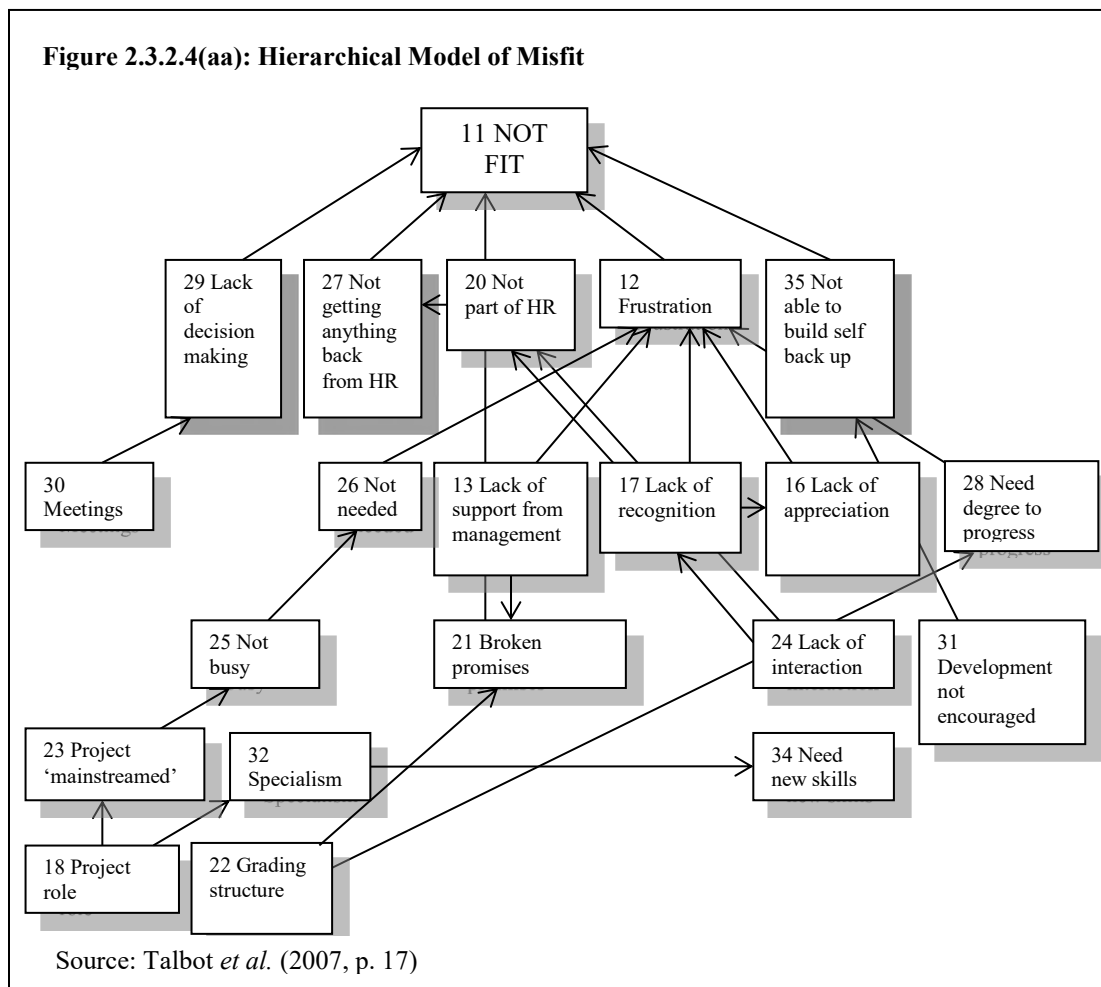 Figure 2.3.2.4(aa): Hierarchical Model of Misfit
11 NOT
FIT
29 Lack
of
decision
making
27 Not
getting
anything
back
from HR
20 Not
part of HR
12
Frustration
35 Not
able to
build self
back up
30
Meetings
26 Not
needed
13 Lack of
support from
management
17 Lack of
recognition
16 Lack of
appreciation
28 Need
degree to
progress
25 Not
busy
21 Broken
promises
24 Lack of
interaction
31
Development
not
encouraged
23 Project
‘mainstreamed’
32
Specialism
34 Need
new skills
18 Project
role
22 Grading
structure
Source: Talbot et al. (2007, p. 17)